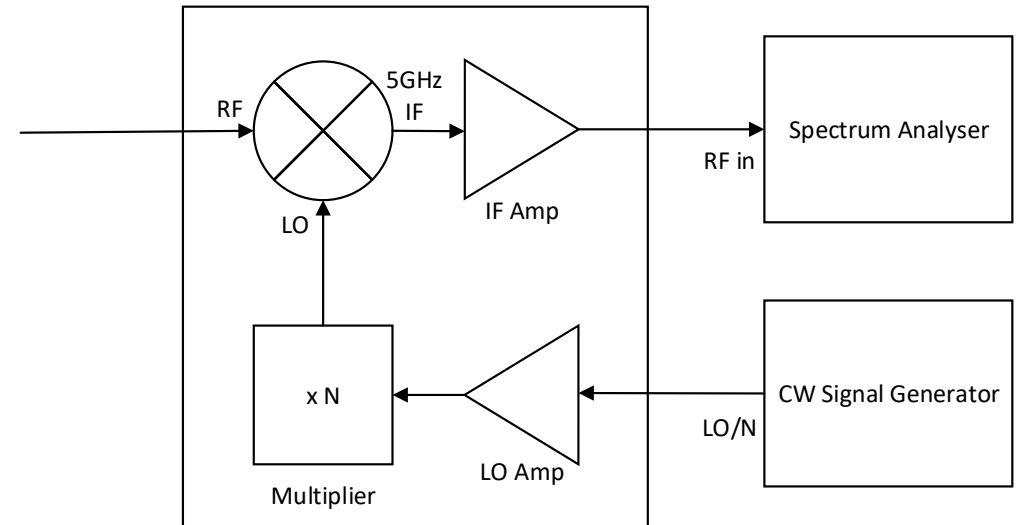 5GHz
RF
IF
Spectrum Analyser
RF in
IF Amp
LO
x N
CW Signal Generator
LO/N
LO Amp
Multiplier